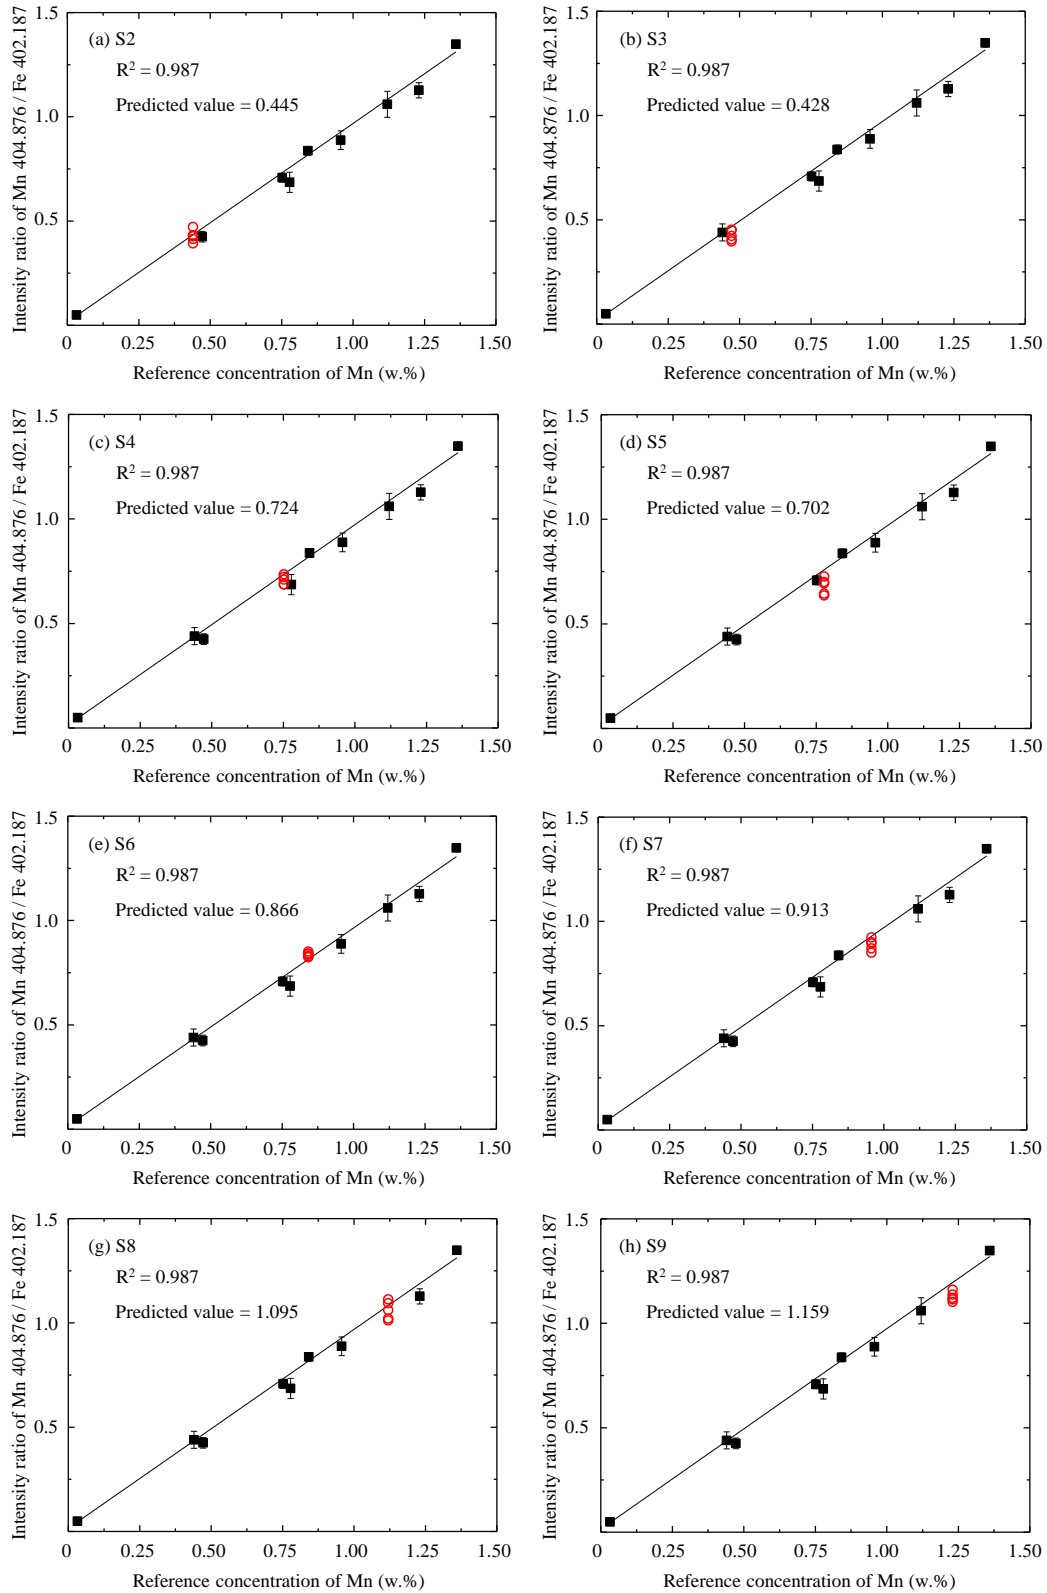 (a) S2
R² = 0.987
Predicted value = 0.445
Intensity ratio of Mn 404.876 / Fe 402.187
1.5
1.0
0.5
0 0.25 0.50 0.75 1.00 1.25 1.50
Reference concentration of Mn (w.%)
(b) S3
R² = 0.987
Predicted value = 0.428
Intensity ratio of Mn 404.876 / Fe 402.187
1.5
1.0
0.5
0 0.25 0.50 0.75 1.00 1.25 1.50
Reference concentration of Mn (w.%)
(c) S4
R² = 0.987
Predicted value = 0.724
Intensity ratio of Mn 404.876 / Fe 402.187
1.5
1.0
0.5
0 0.25 0.50 0.75 1.00 1.25 1.50
Reference concentration of Mn (w.%)
(d) S5
R² = 0.987
Predicted value = 0.702
Intensity ratio of Mn 404.876 / Fe 402.187
1.5
1.0
0.5
0 0.25 0.50 0.75 1.00 1.25 1.50
Reference concentration of Mn (w.%)
(e) S6
R² = 0.987
Predicted value = 0.866
Intensity ratio of Mn 404.876 / Fe 402.187
1.5
1.0
0.5
0 0.25 0.50 0.75 1.00 1.25 1.50
Reference concentration of Mn (w.%)
(f) S7
R² = 0.987
Predicted value = 0.913
Intensity ratio of Mn 404.876 / Fe 402.187
1.5
1.0
0.5
0 0.25 0.50 0.75 1.00 1.25 1.50
Reference concentration of Mn (w.%)
(g) S8
R² = 0.987
Predicted value = 1.095
Intensity ratio of Mn 404.876 / Fe 402.187
1.5
1.0
0.5
0 0.25 0.50 0.75 1.00 1.25 1.50
Reference concentration of Mn (w.%)
(h) S9
R² = 0.987
Predicted value = 1.159
Intensity ratio of Mn 404.876 / Fe 402.187
1.5
1.0
0.5
0 0.25 0.50 0.75 1.00 1.25 1.50
Reference concentration of Mn (w.%)